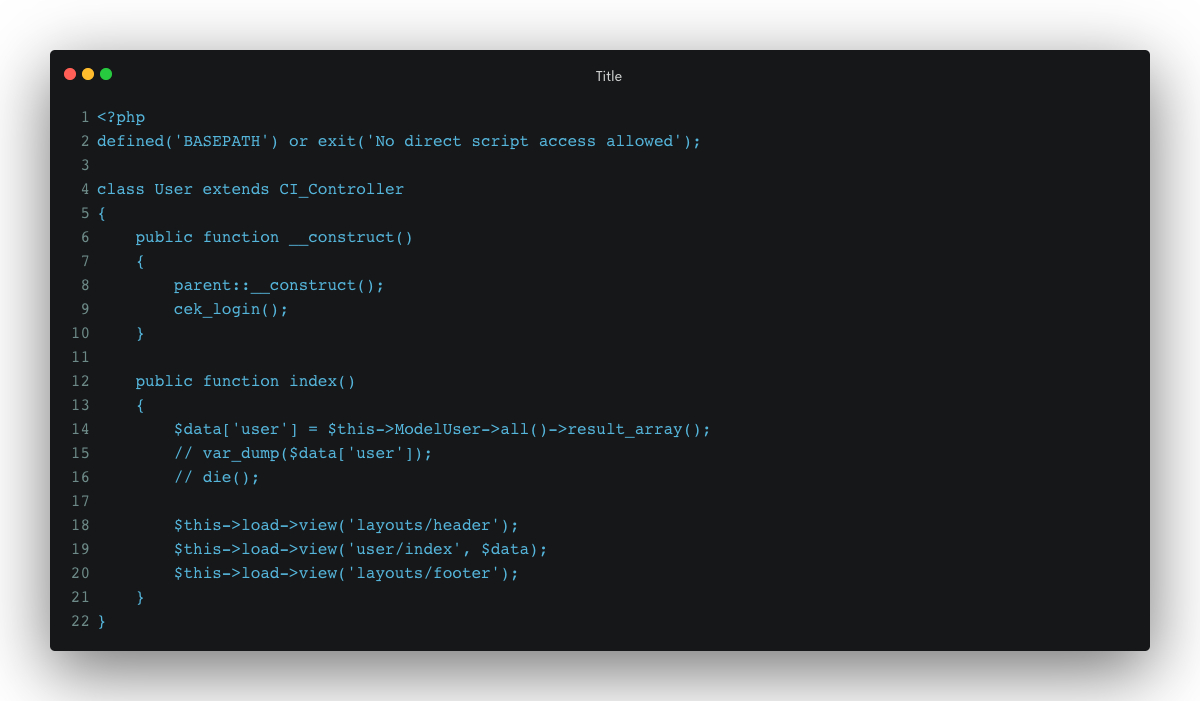 Title
1 <?php
2 defined('BASEPATH') or exit('No direct script access allowed');
3
4 class User extends CI_Controller
5 {
6     public function __construct()
7     {
8         parent::__construct();
9         cek_login();
10     }
11
12     public function index()
13     {
14         $data['user'] = $this->ModelUser->all()->result_array();
15         // var_dump($data['user']);
16         // die();
17
18         $this->load->view('layouts/header');
19         $this->load->view('user/index', $data);
20         $this->load->view('layouts/footer');
21     }
22 }